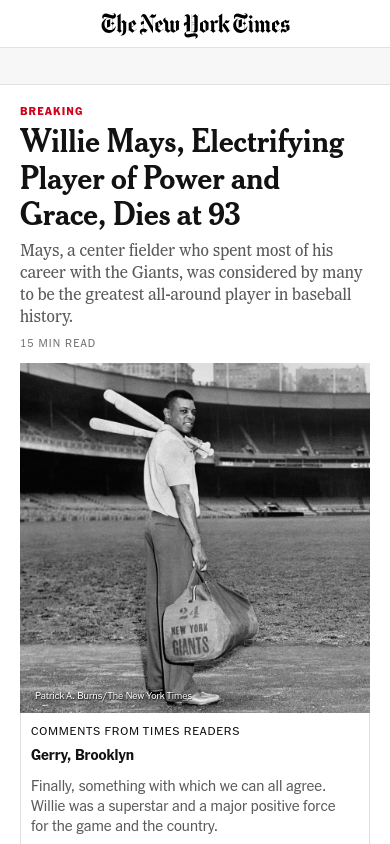 The New York Times
BREAKING
Willie Mays, Electrifying
Player of Power and
Grace, Dies at 93
Mays, a center fielder who spent most of his
career with the Giants, was considered by many
to be the greatest all-around player in baseball
history.
15 MIN READ
24
NEW YORK
GIANTS
Patrick A. Burns/The New York Times
COMMENTS FROM TIMES READERS
Gerry, Brooklyn
Finally, something with which we can all agree.
Willie was a superstar and a major positive force
for the game and the country.